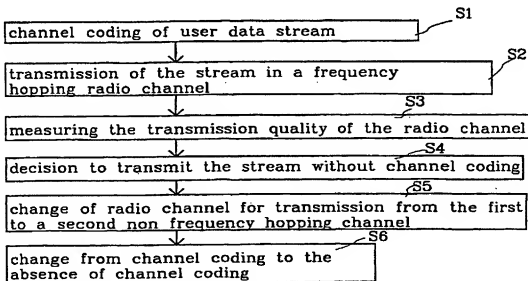 S1
channel coding of user data stream
S2
transmission of the stream in a frequency
hopping radio channel
S3
measuring the transmission quality of the radio channel
S4
decision to transmit the stream without channel coding
S5
change of radio channel for transmission from the first
to a second non frequency hopping channel
S6
change from channel coding to the
absence of channel coding